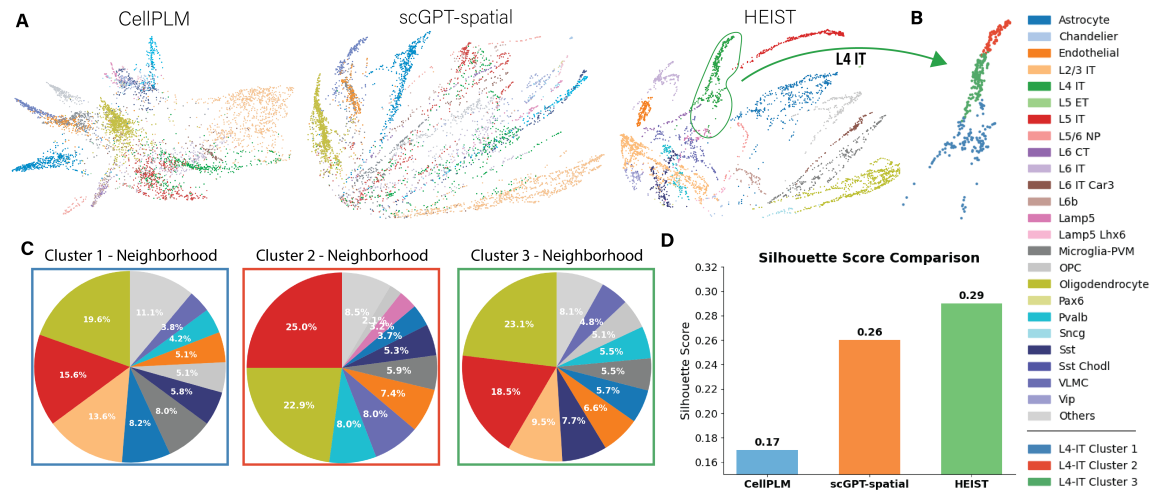 A
CellPLM
scGPT-spatial
HEIST
L4 IT
B
Astrocyte
Chandelier
Endothelial
L2/3 IT
L4 IT
L5 ET
L5 IT
L5/6 NP
L6 CT
L6 IT
L6 IT Car3
L6b
Lamp5
Lamp5 Lhx6
Microglia-PVM
OPC
Oligodendrocyte
Pax6
Pvalb
Sncg
Sst
Sst Chodl
VLMC
Vip
Others
L4-IT Cluster 1
L4-IT Cluster 2
L4-IT Cluster 3
C
Cluster 1 - Neighborhood
11.1%
3.8%
4.2%
5.1%
5.1%
5.8%
8.0%
8.2%
13.6%
15.6%
19.6%
Cluster 2 - Neighborhood
8.5%
2.1%
3.2%
3.7%
5.3%
5.9%
7.4%
8.0%
8.0%
22.9%
25.0%
Cluster 3 - Neighborhood
8.1%
4.8%
5.1%
5.5%
5.5%
5.7%
6.6%
7.7%
9.5%
18.5%
23.1%
D
Silhouette Score Comparison
Silhouette Score
0.32
0.30
0.28
0.26
0.24
0.22
0.20
0.18
0.16
0.17
0.26
0.29
CellPLM
scGPT-spatial
HEIST